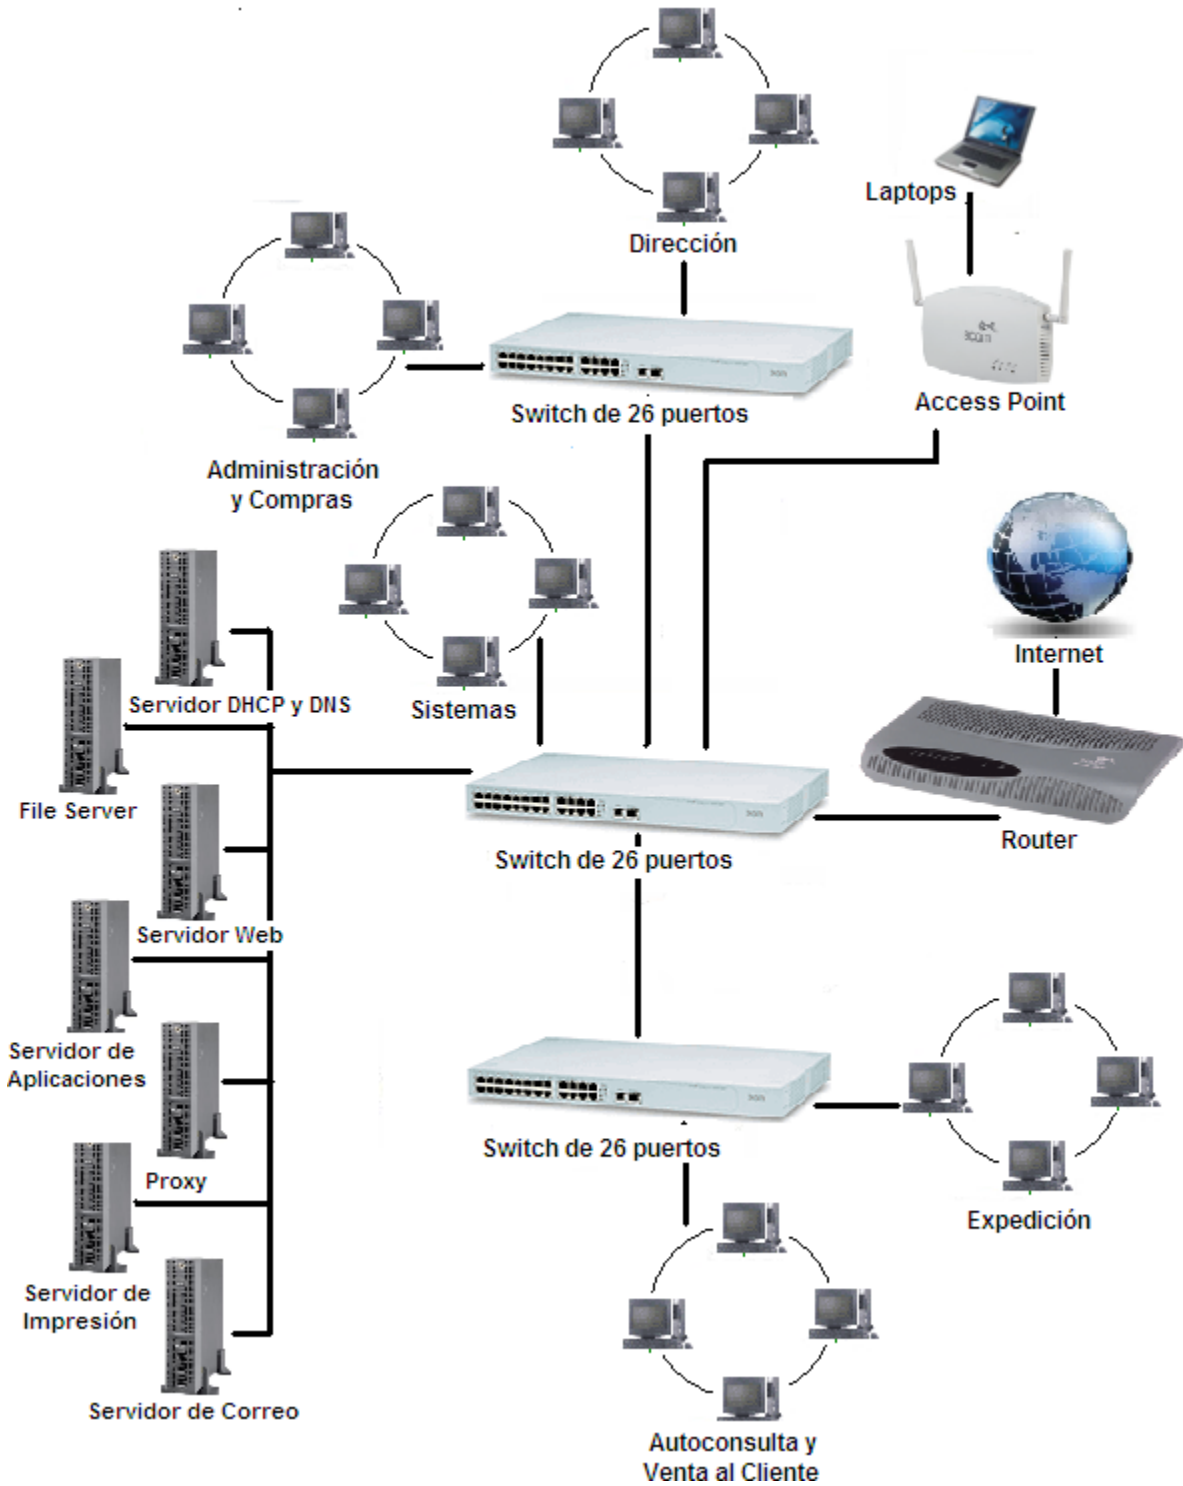 Dirección
Laptops
Switch de 26 puertos
Access Point
Administración
y Compras
Sistemas
Internet
Servidor DHCP y DNS
File Server
Router
Switch de 26 puertos
Servidor Web
Servidor de
Aplicaciones
Switch de 26 puertos
Proxy
Expedición
Servidor de
Impresión
Servidor de Correo
Autoconsulta y
Venta al Cliente